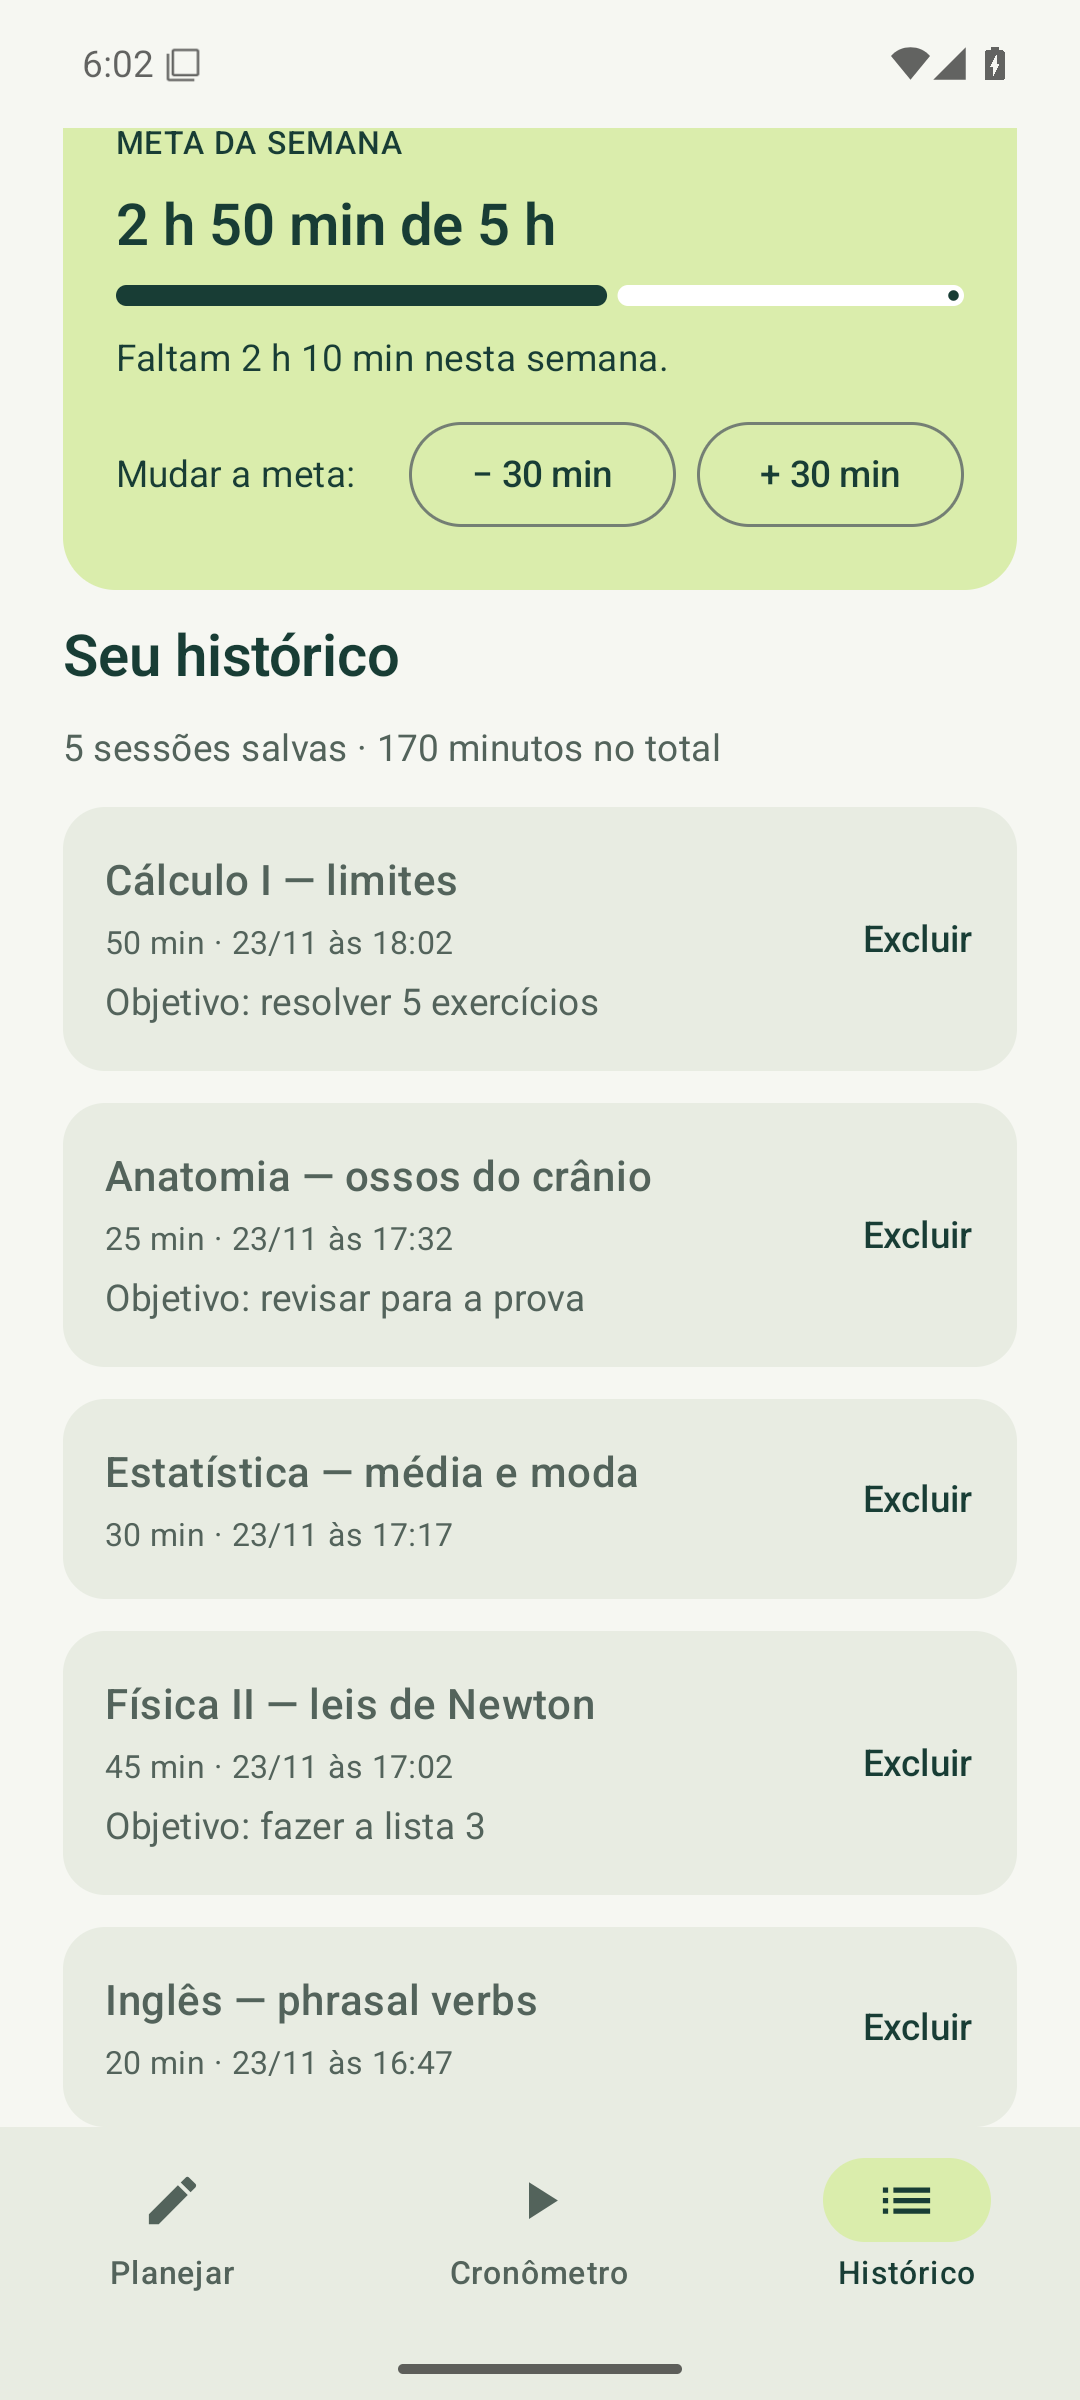 6:02
META DA SEMANA
2 h 50 min de 5 h
Faltam 2 h 10 min nesta semana.
Mudar a meta:
− 30 min
+ 30 min
Seu histórico
5 sessões salvas · 170 minutos no total
Cálculo I — limites
50 min · 23/11 às 18:02
Objetivo: resolver 5 exercícios
Excluir
Anatomia — ossos do crânio
25 min · 23/11 às 17:32
Objetivo: revisar para a prova
Excluir
Estatística — média e moda
30 min · 23/11 às 17:17
Excluir
Física II — leis de Newton
45 min · 23/11 às 17:02
Objetivo: fazer a lista 3
Excluir
Inglês — phrasal verbs
20 min · 23/11 às 16:47
Excluir
Planejar
Cronômetro
Histórico